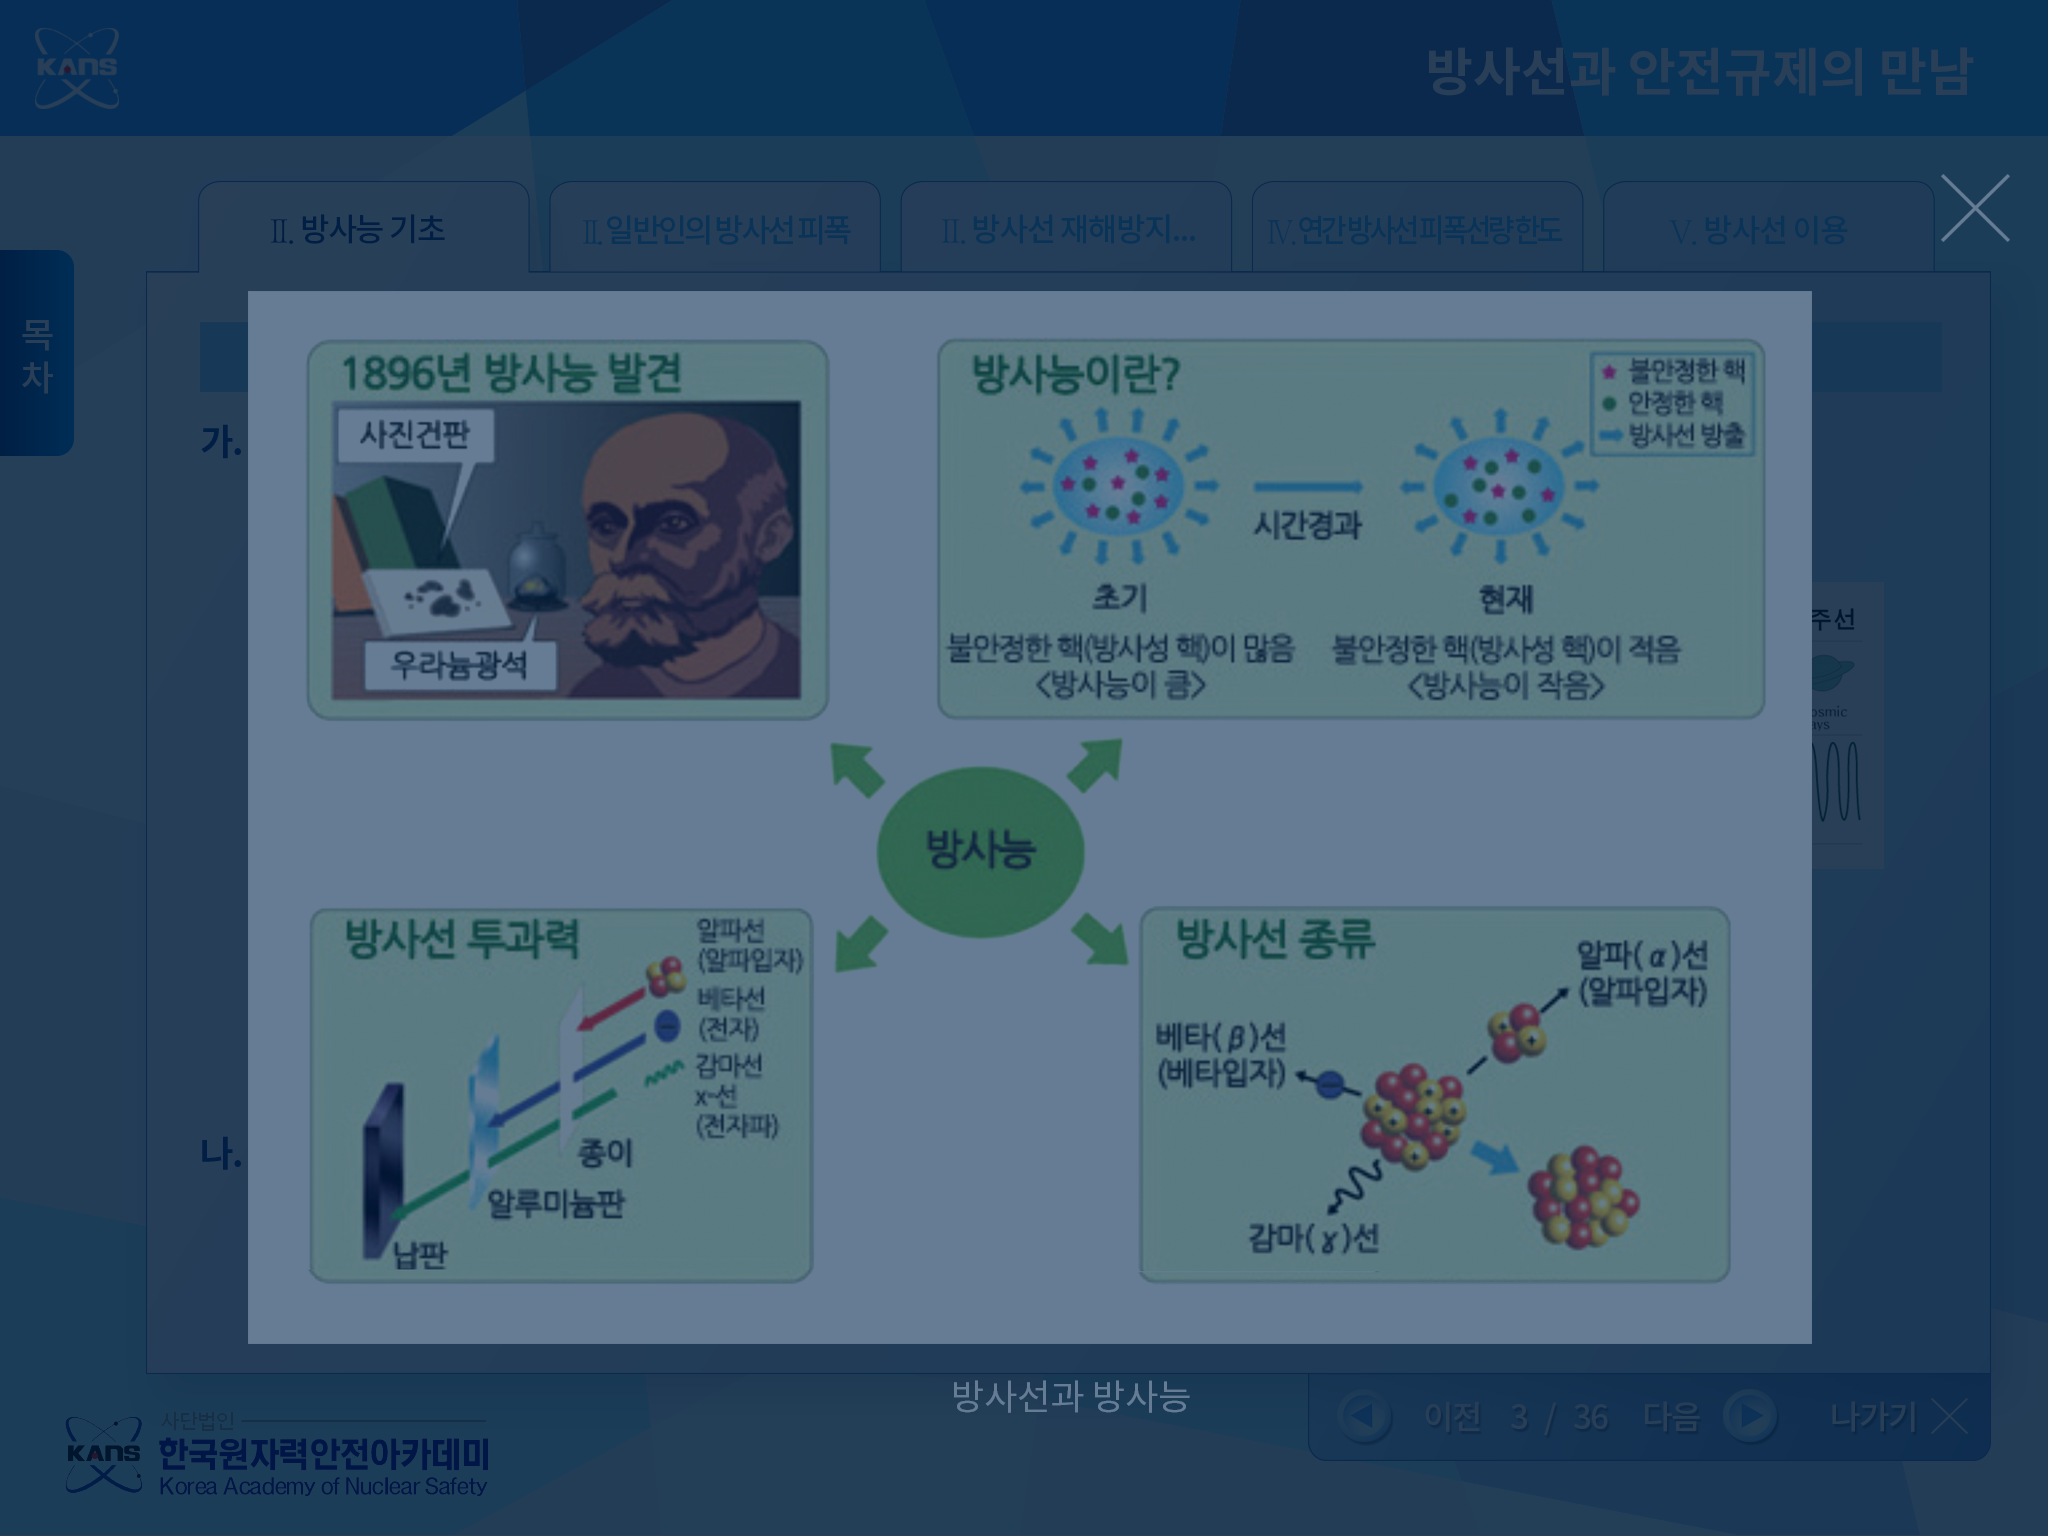 KANS
방사선과 안전규제의 만남
Ⅱ. 방사능 기초
Ⅱ. 일반인의 방사선 피폭
Ⅱ. 방사선 재해방지...
Ⅳ. 연간 방사선 피폭선량 한도
Ⅴ. 방사선 이용
목
차
가.
나.
1896년 방사능 발견
사진건판
우라늄광석
방사능이란?
불안정한 핵
안정한 핵
방사선 방출
시간경과
초기
현재
불안정한 핵(방사성 핵)이 많음
<방사능이 큼>
불안정한 핵(방사성 핵)이 적음
<방사능이 작음>
주선
방사능
방사선 투과력
알파선
(알파입자)
베타선
(전자)
감마선
x-선
(전자파)
종이
알루미늄판
납판
방사선 종류
알파(α)선
(알파입자)
베타(β)선
(베타입자)
감마(ɣ)선
방사선과 방사능
이전 3 / 36 다음
나가기
사단법인
KANS
한국원자력안전아카데미
Korea Academy of Nuclear Safety